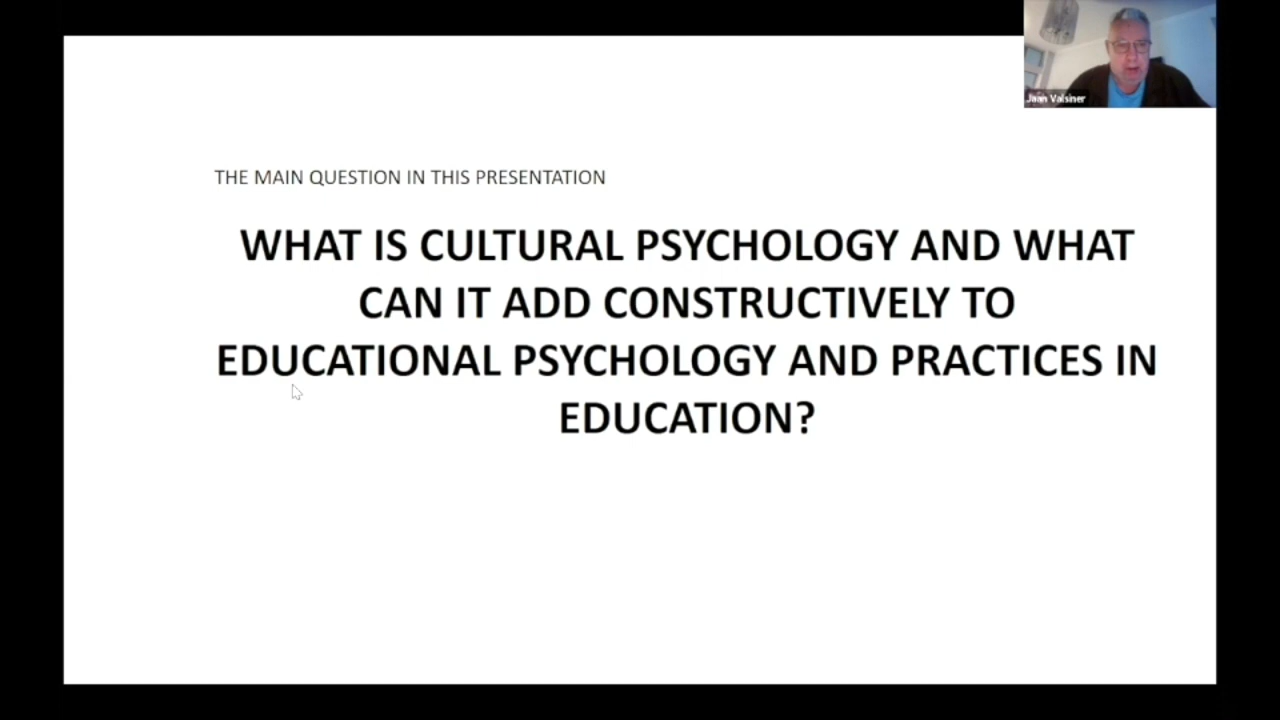 Jaan Valsiner
THE MAIN QUESTION IN THIS PRESENTATION
WHAT IS CULTURAL PSYCHOLOGY AND WHAT
CAN IT ADD CONSTRUCTIVELY TO
EDUCATIONAL PSYCHOLOGY AND PRACTICES IN
EDUCATION?